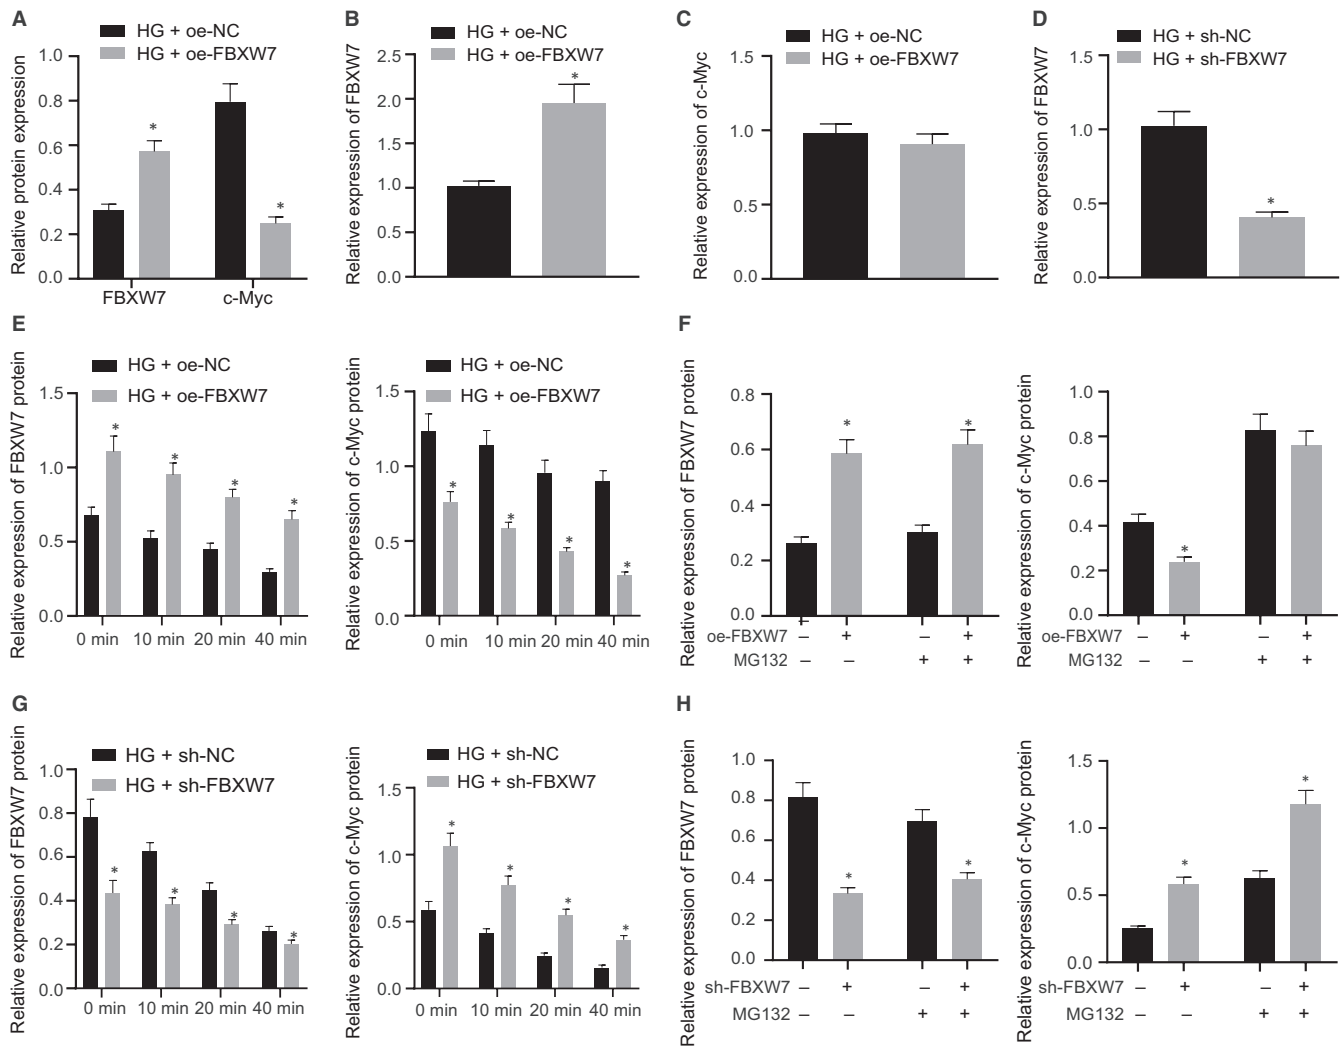 A
HG + oe-NC
HG + oe-FBXW7
Relative protein expression
1.0
0.8
0.6
0.4
0.2
0.0
*
*
FBXW7
c-Myc
B
HG + oe-NC
HG + oe-FBXW7
Relative expression of FBXW7
2.5
2.0
1.5
1.0
0.5
0.0
*
C
HG + oe-NC
HG + oe-FBXW7
Relative expression of c-Myc
1.5
1.0
0.5
0.0
D
HG + sh-NC
HG + sh-FBXW7
Relative expression of FBXW7
1.5
1.0
0.5
0.0
*
E
HG + oe-NC
HG + oe-FBXW7
Relative expression of FBXW7 protein
1.5
1.0
0.5
0.0
*
*
*
*
0 min 10 min 20 min 40 min
HG + oe-NC
HG + oe-FBXW7
Relative expression of c-Myc protein
1.5
1.0
0.5
0.0
*
*
*
*
0 min 10 min 20 min 40 min
F
Relative expression of FBXW7 protein
0.8
0.6
0.4
0.2
0.0
*
*
oe-FBXW7 – + – +
MG132 – – + +
Relative expression of c-Myc protein
1.0
0.8
0.6
0.4
0.2
0.0
*
oe-FBXW7 – + – +
MG132 – – + +
G
HG + sh-NC
HG + sh-FBXW7
Relative expression of FBXW7 protein
1.0
0.8
0.6
0.4
0.2
0.0
*
*
*
*
0 min 10 min 20 min 40 min
HG + sh-NC
HG + sh-FBXW7
Relative expression of c-Myc protein
1.5
1.0
0.5
0.0
*
*
*
*
0 min 10 min 20 min 40 min
H
Relative expression of FBXW7 protein
1.0
0.8
0.6
0.4
0.2
0.0
*
*
sh-FBXW7 – + – +
MG132 – – + +
Relative expression of c-Myc protein
1.5
1.0
0.5
0.0
*
*
sh-FBXW7 – + – +
MG132 – – + +